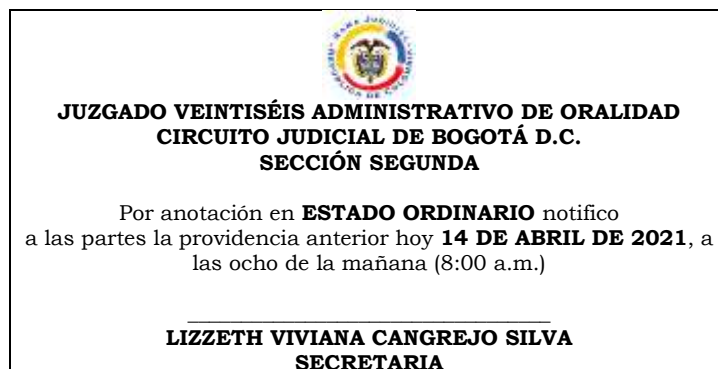 JUZGADO VEINTISÉIS ADMINISTRATIVO DE ORALIDAD
CIRCUITO JUDICIAL DE BOGOTÁ D.C.
SECCIÓN SEGUNDA
Por anotación en ESTADO ORDINARIO notifico
a las partes la providencia anterior hoy 14 DE ABRIL DE 2021, a
las ocho de la mañana (8:00 a.m.)
LIZZETH VIVIANA CANGREJO SILVA
SECRETARIA